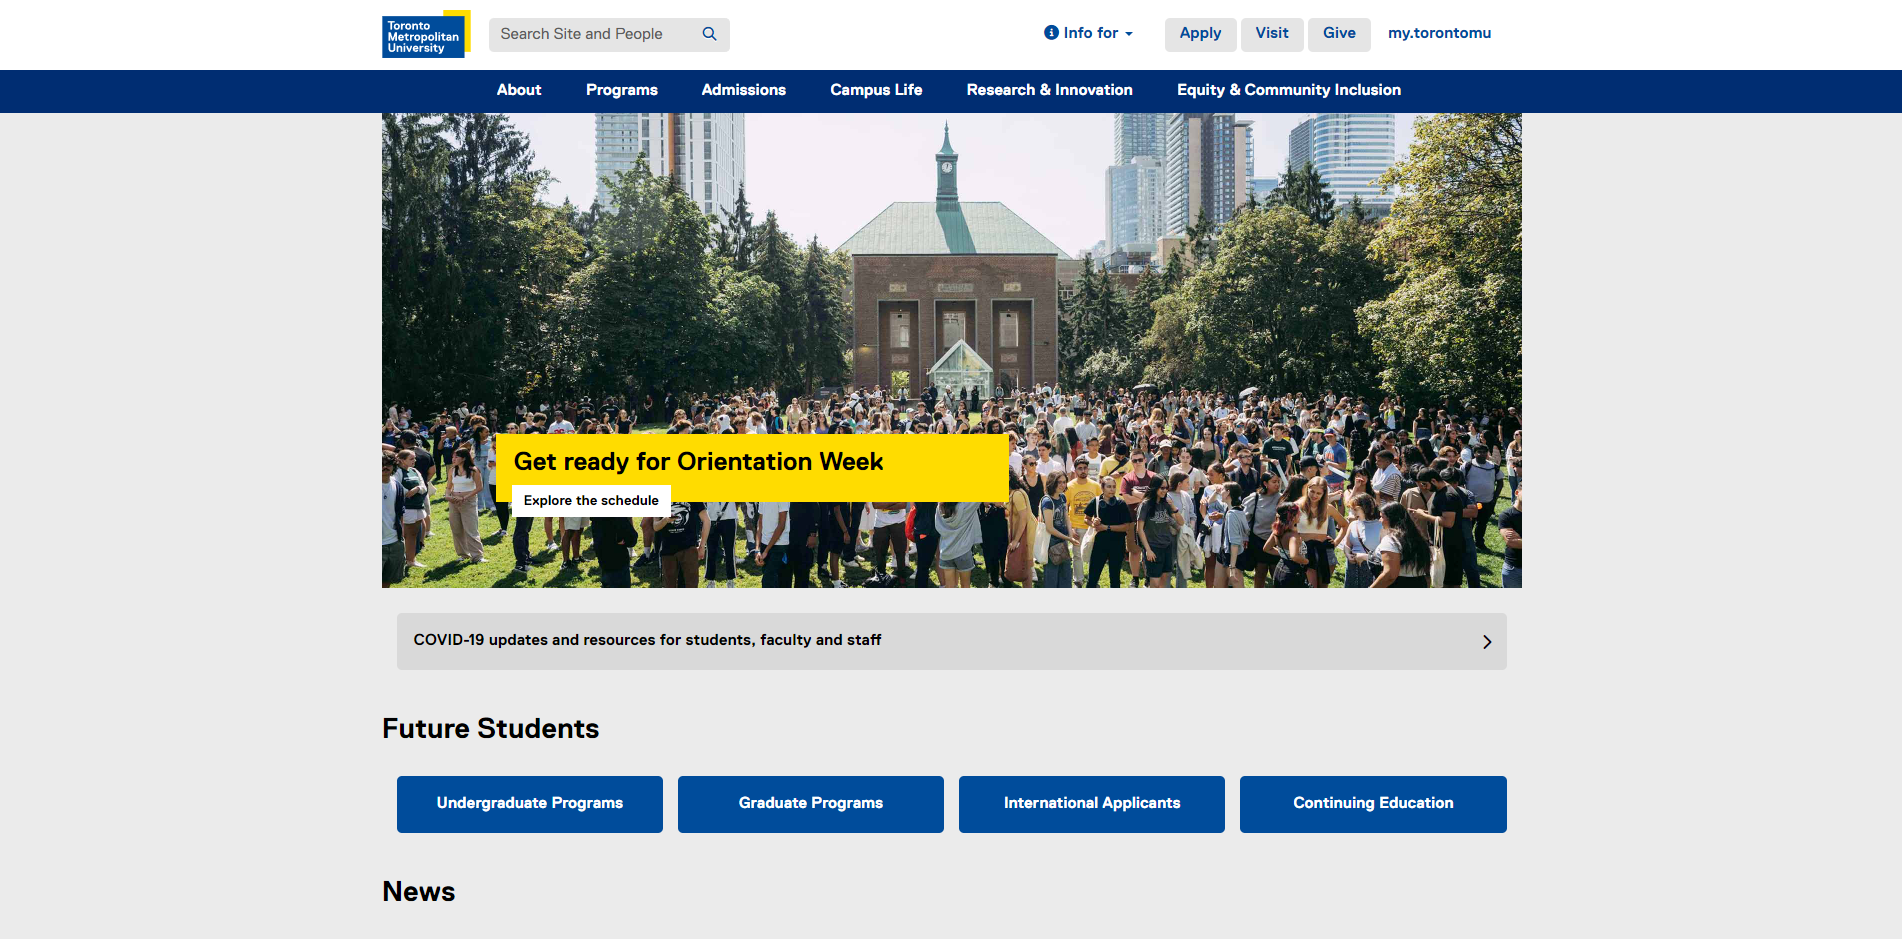 Toronto
Metropolitan
University
Search Site and People
Info for
Apply
Visit
Give
my.torontomu
About
Programs
Admissions
Campus Life
Research & Innovation
Equity & Community Inclusion
Get ready for Orientation Week
Explore the schedule
COVID-19 updates and resources for students, faculty and staff
Future Students
Undergraduate Programs
Graduate Programs
International Applicants
Continuing Education
News